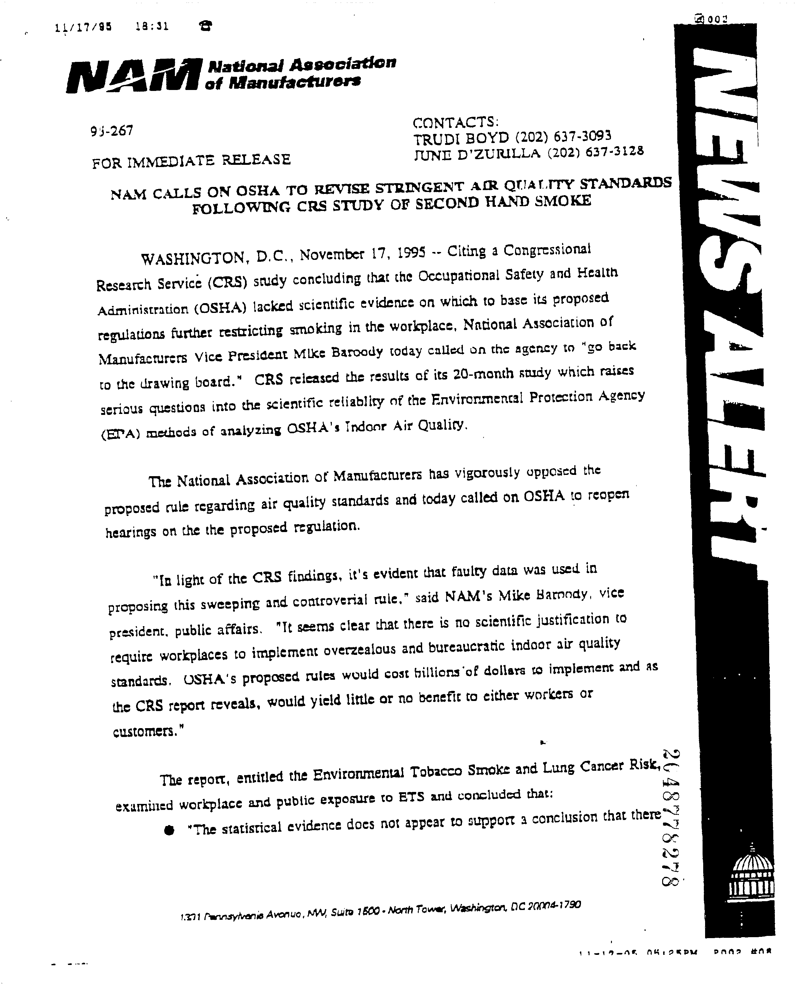 11/17/95 18:31 ☎
002
NAM National Association
of Manufacturers
NEWS ALERT
95-267
CONTACTS:
TRUDI BOYD (202) 637-3093
JUNE D'ZURILLA (202) 637-3128
FOR IMMEDIATE RELEASE
NAM CALLS ON OSHA TO REVISE STRINGENT AIR QUALITY STANDARDS
FOLLOWING CRS STUDY OF SECOND HAND SMOKE
WASHINGTON, D.C., November 17, 1995 -- Citing a Congressional
Research Service (CRS) study concluding that the Occupational Safety and Health
Administration (OSHA) lacked scientific evidence on which to base its proposed
regulations further restricting smoking in the workplace, National Association of
Manufacturers Vice President Mike Baroody today called on the agency to "go back
to the drawing board." CRS released the results of its 20-month study which raises
serious questions into the scientific reliablity of the Environmental Protection Agency
(EPA) methods of analyzing OSHA's Indoor Air Quality.
The National Association of Manufacturers has vigorously opposed the
proposed rule regarding air quality standards and today called on OSHA to reopen
hearings on the the proposed regulation.
"In light of the CRS findings, it's evident that faulty data was used in
proposing this sweeping and controverial rule," said NAM's Mike Baroody, vice
president, public affairs. "It seems clear that there is no scientific justification to
require workplaces to implement overzealous and bureaucratic indoor air quality
standards. OSHA's proposed rules would cost billions of dollars to implement and as
the CRS report reveals, would yield little or no benefit to either workers or
customers."
The report, entitled the Environmental Tobacco Smoke and Lung Cancer Risk,
examined workplace and public exposure to ETS and concluded that:
● "The statistical evidence does not appear to support a conclusion that there
2048778278
1331 Pennsylvania Avenue, NW, Suite 1500 - North Tower, Washington, DC 20004-1790
11-17-95 05:25PM P002 #08